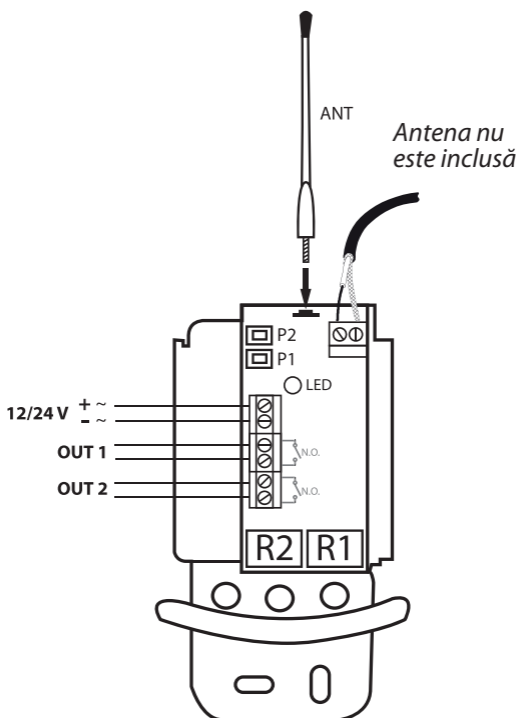 ANT
Antena nu
este inclusă
P2
P1
LED
12/24 V + ~
- ~
OUT 1
N.O.
OUT 2
N.O.
R2 R1